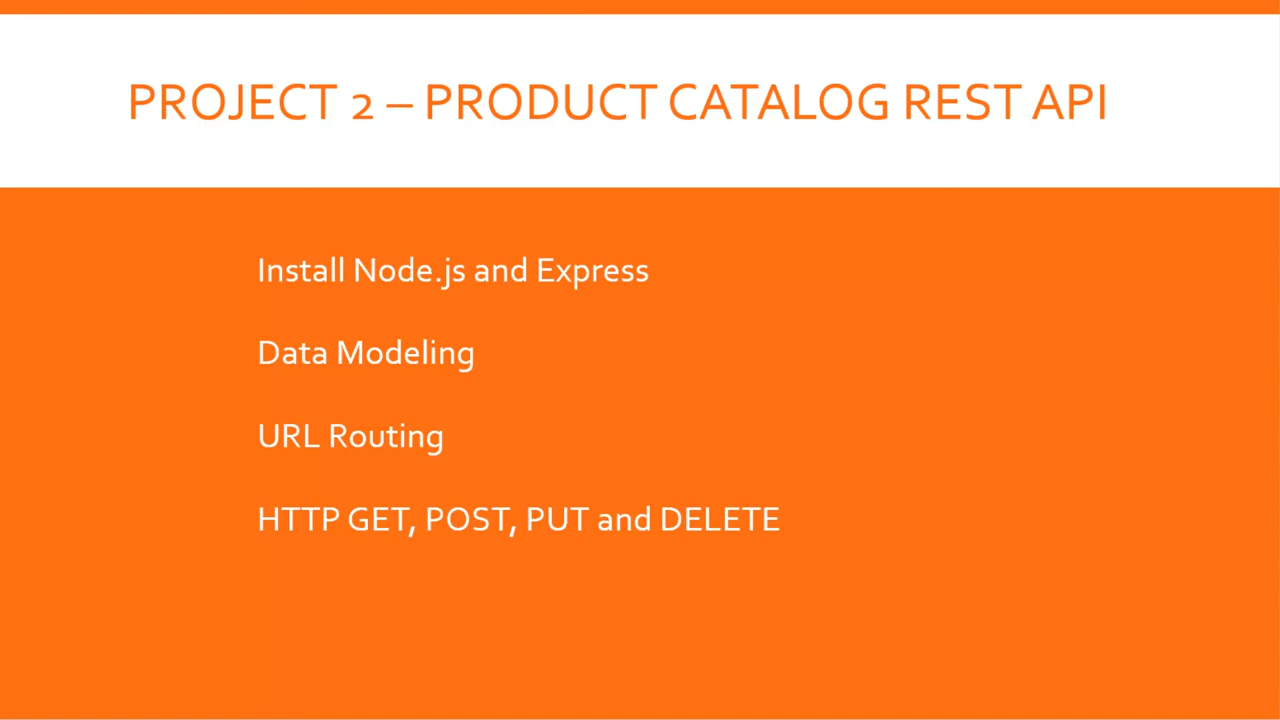 PROJECT 2 – PRODUCT CATALOG REST API
Install Node.js and Express
Data Modeling
URL Routing
HTTP GET, POST, PUT and DELETE